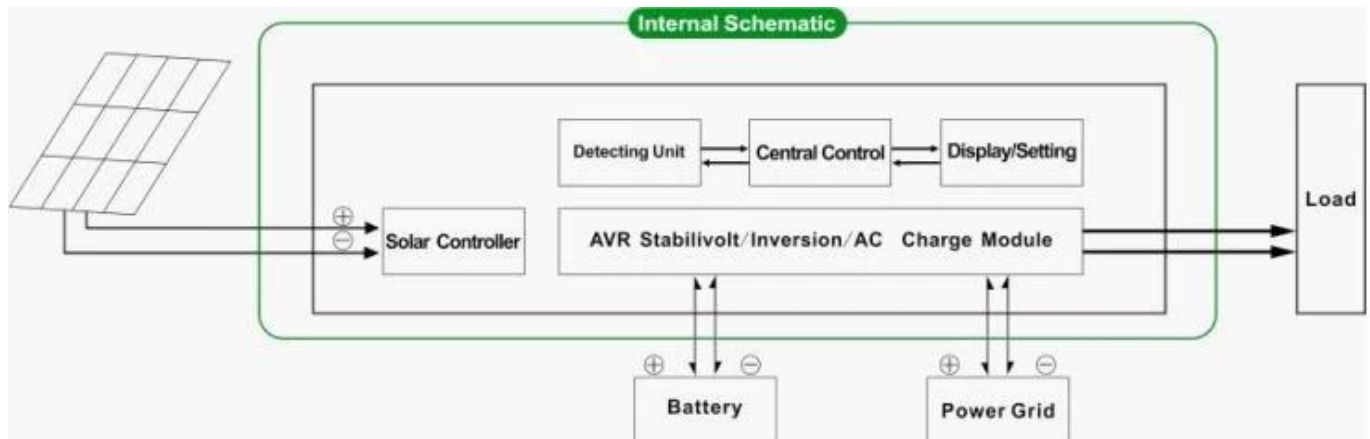 Internal Schematic
Detecting Unit
Central Control
Display/Setting
Load
⊕
⊖
Solar Controller
AVR Stabilivolt/Inversion/AC Charge Module
⊕ ⊖
⊕ ⊖
Battery
Power Grid